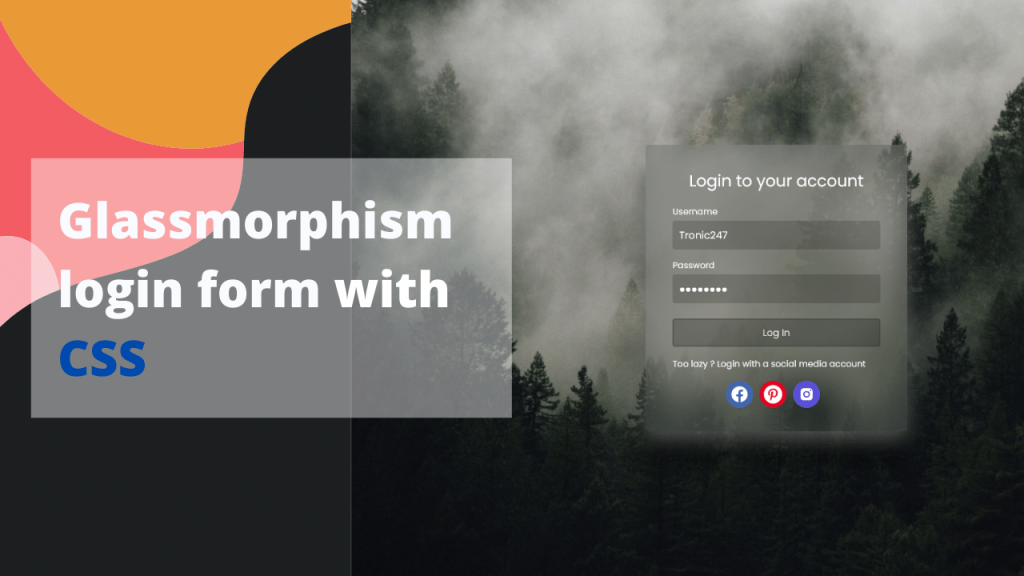 Glassmorphism
login form with
CSS
Login to your account
Username
Tronic247
Password
••••••••
Log In
Too lazy ? Login with a social media account